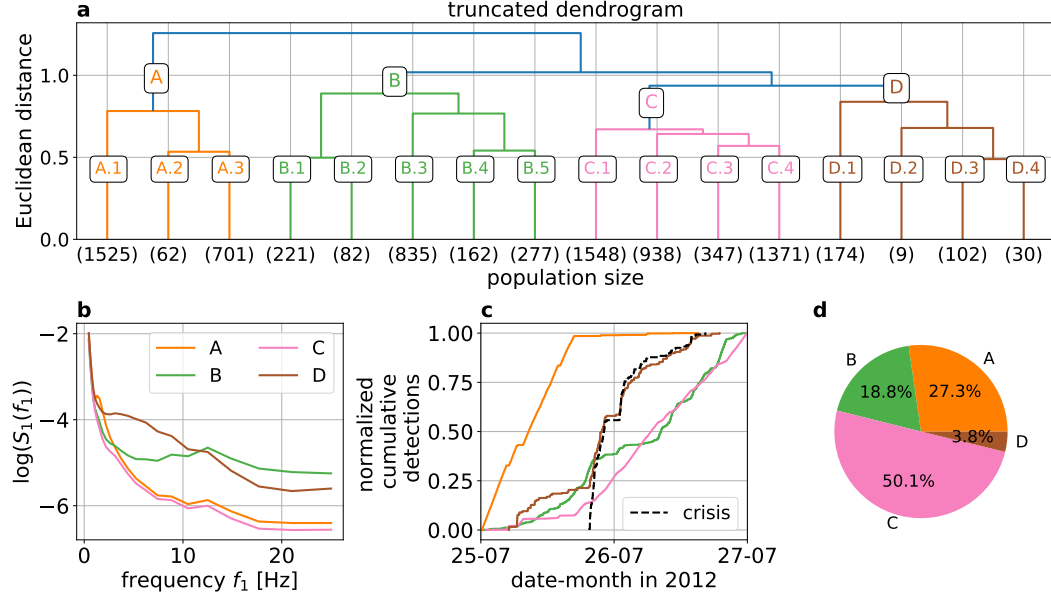 a
truncated dendrogram
Euclidean distance
1.0
0.5
0.0
A
B
C
D
A.1 A.2 A.3 B.1 B.2 B.3 B.4 B.5 C.1 C.2 C.3 C.4 D.1 D.2 D.3 D.4
(1525) (62) (701) (221) (82) (835) (162) (277) (1548) (938) (347) (1371) (174) (9) (102) (30)
population size
b
log(S₁(f₁))
−2
−4
−6
A C
B D
0 10 20
frequency f₁ [Hz]
c
normalized
cumulative
detections
1.00
0.75
0.50
0.25
0.00
crisis
25-07 26-07 27-07
date-month in 2012
d
A
27.3%
B
18.8%
C
50.1%
D
3.8%